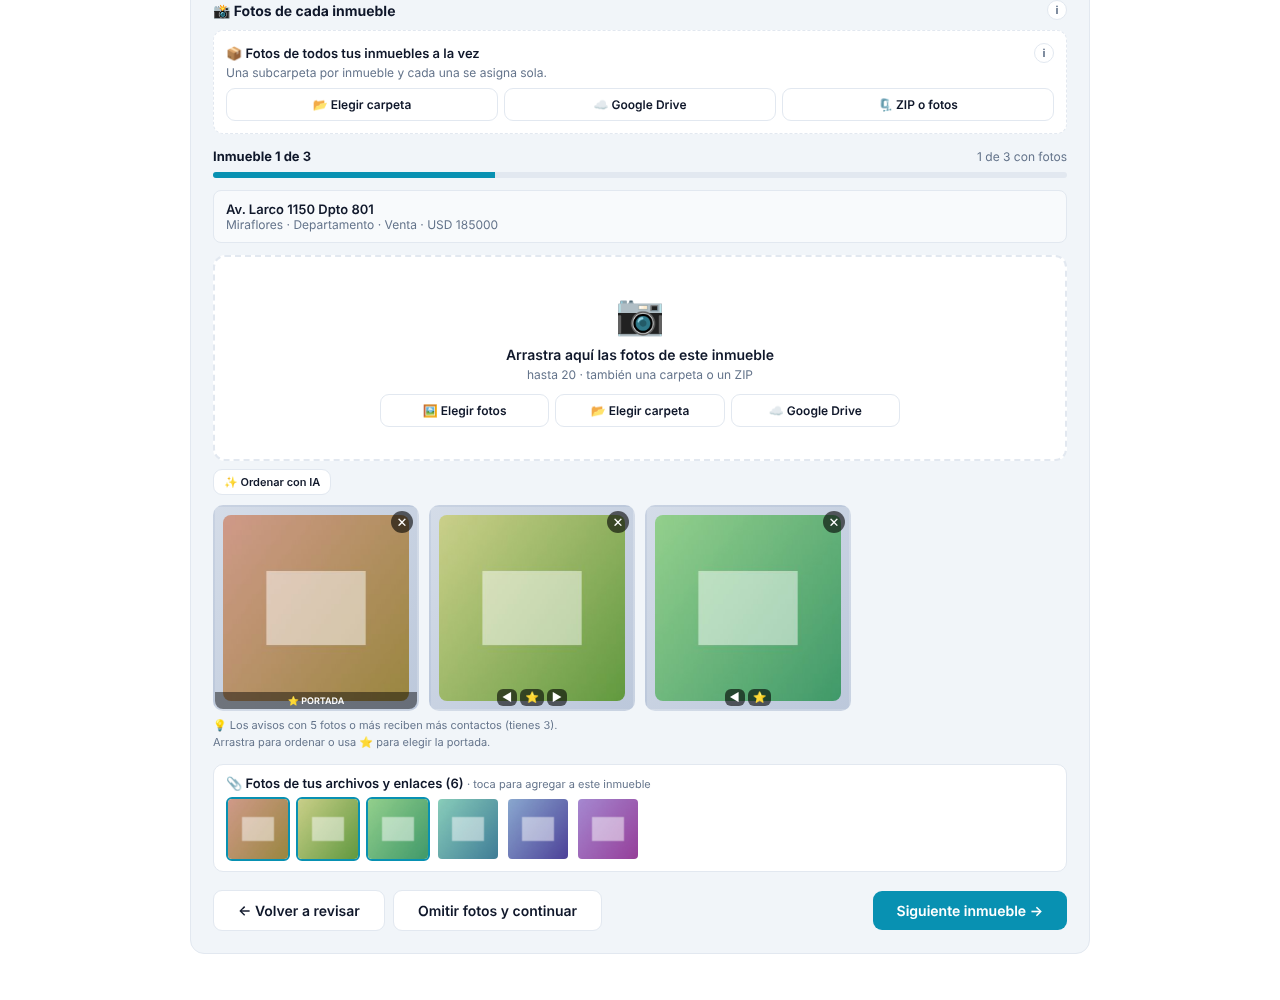 📸 Fotos de cada inmueble
i
📦 Fotos de todos tus inmuebles a la vez
i
Una subcarpeta por inmueble y cada una se asigna sola.
📂 Elegir carpeta
☁️ Google Drive
🗜️ ZIP o fotos
Inmueble 1 de 3
1 de 3 con fotos
Av. Larco 1150 Dpto 801
Miraflores · Departamento · Venta · USD 185000
Arrastra aquí las fotos de este inmueble
hasta 20 · también una carpeta o un ZIP
🖼️ Elegir fotos
📂 Elegir carpeta
☁️ Google Drive
✨ Ordenar con IA
⭐ PORTADA
💡 Los avisos con 5 fotos o más reciben más contactos (tienes 3).
Arrastra para ordenar o usa ⭐ para elegir la portada.
📎 Fotos de tus archivos y enlaces (6) · toca para agregar a este inmueble
← Volver a revisar
Omitir fotos y continuar
Siguiente inmueble →